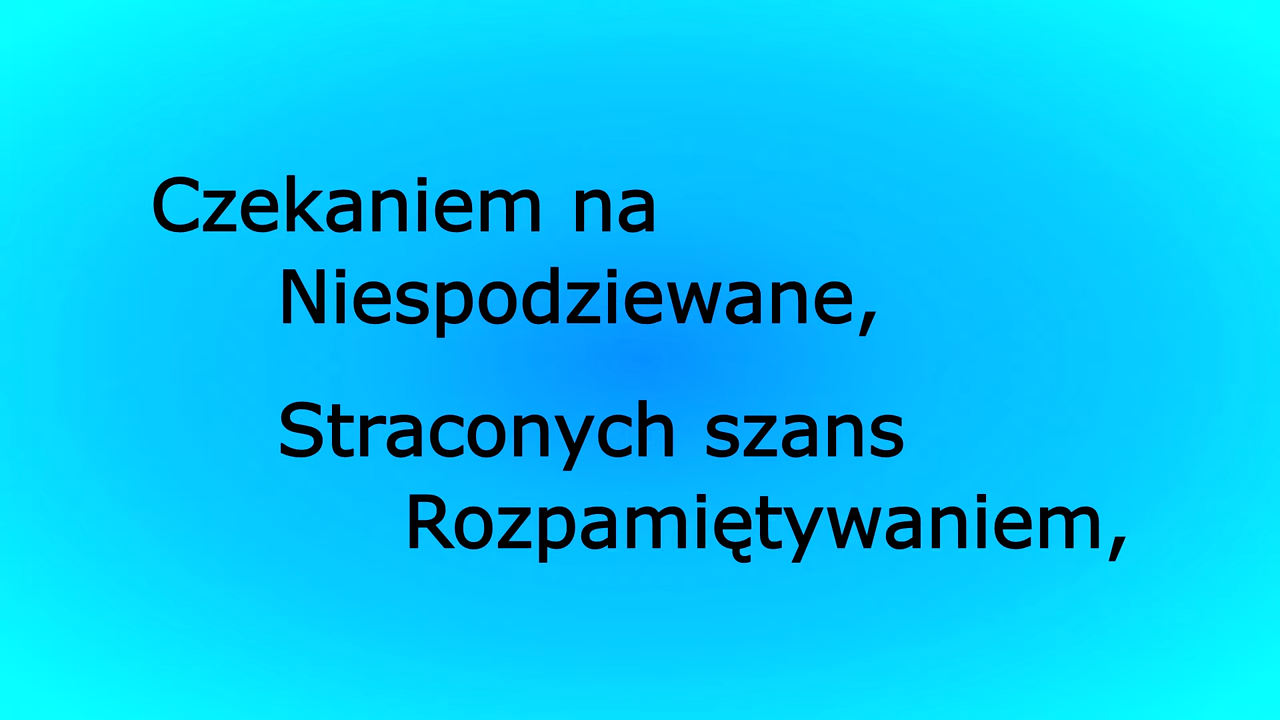 Czekaniem na
Niespodziewane,
Straconych szans
Rozpamiętywaniem,